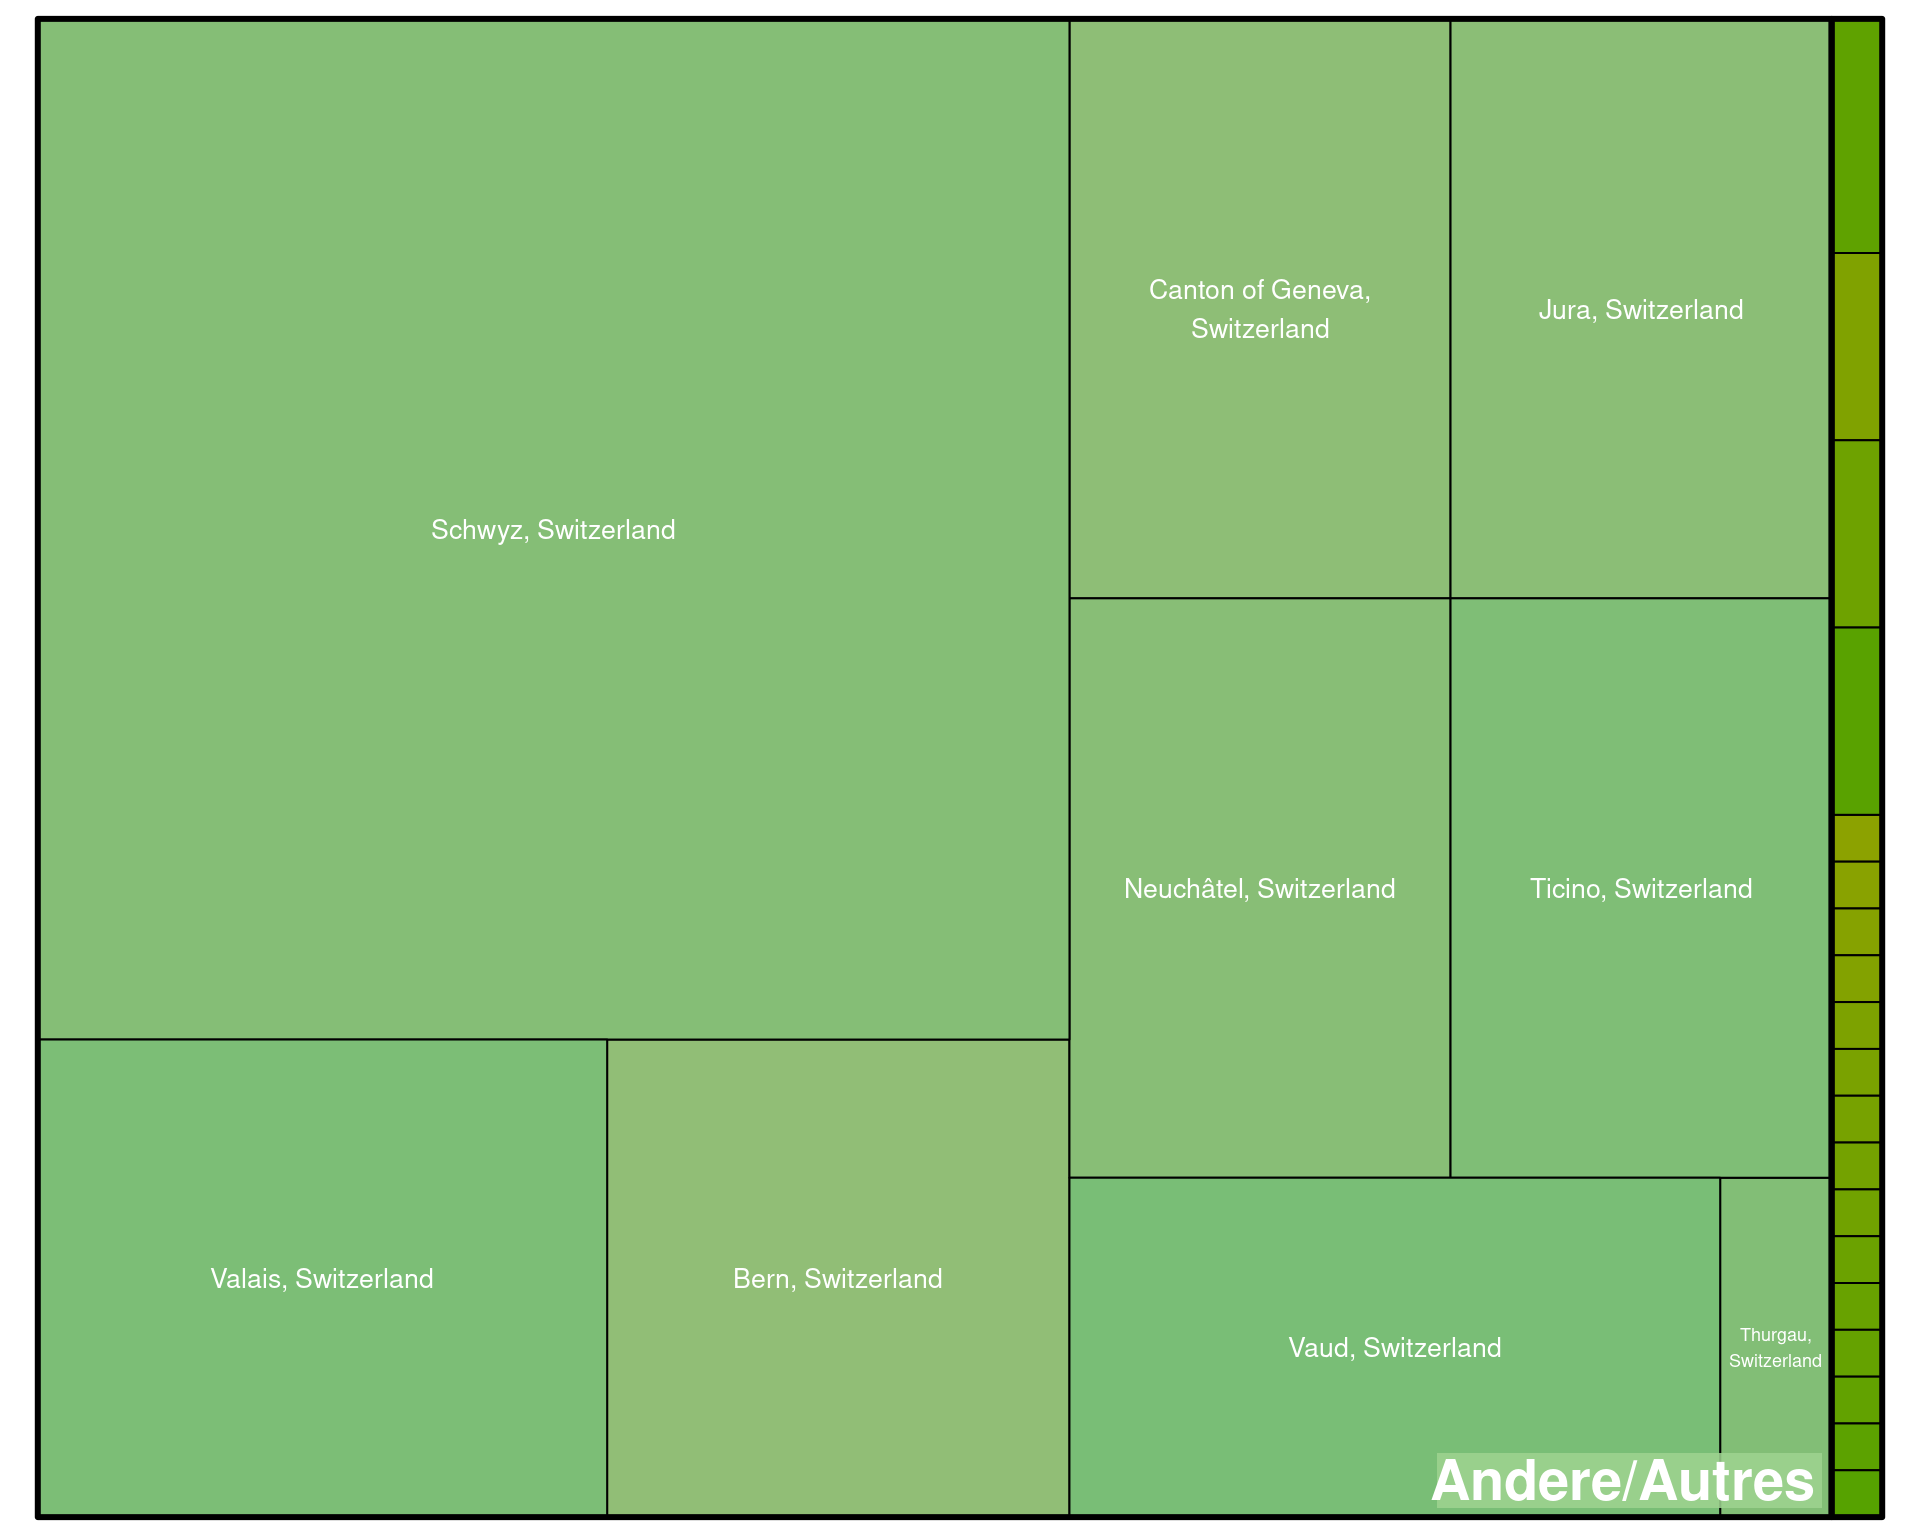 Schwyz, Switzerland
Canton of Geneva,
Switzerland
Jura, Switzerland
Neuchâtel, Switzerland
Ticino, Switzerland
Valais, Switzerland
Bern, Switzerland
Vaud, Switzerland
Thurgau,
Switzerland
Andere/Autres